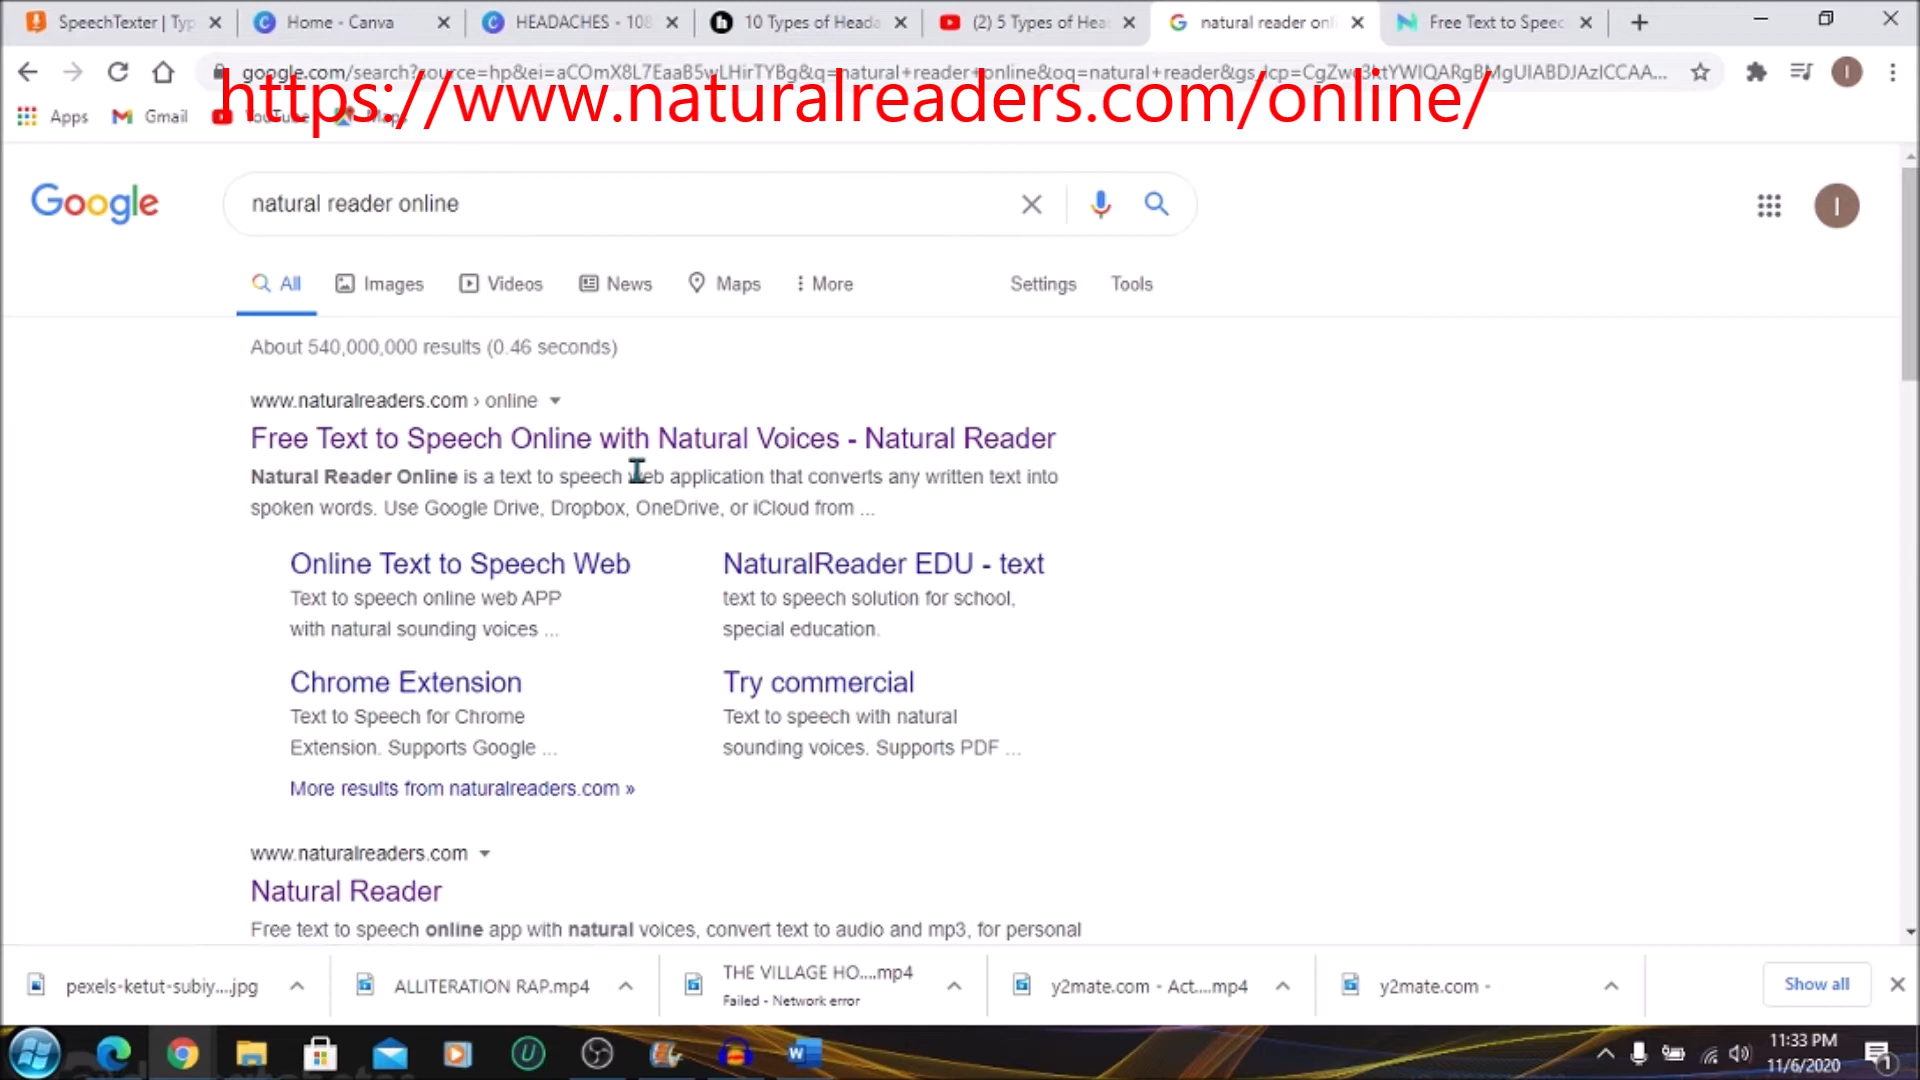 SpeechTexter | Typ
Home - Canva
HEADACHES - 108
10 Types of Heada
(2) 5 Types of Hea
natural reader onl
Free Text to Speec
https://www.naturalreaders.com/online/
Apps
Gmail
YouTube
Maps
Google
natural reader online
I
All
Images
Videos
News
Maps
More
Settings
Tools
About 540,000,000 results (0.46 seconds)
www.naturalreaders.com › online
Free Text to Speech Online with Natural Voices - Natural Reader
Natural Reader Online is a text to speech web application that converts any written text into
spoken words. Use Google Drive, Dropbox, OneDrive, or iCloud from ...
Online Text to Speech Web
Text to speech online web APP
with natural sounding voices ...
NaturalReader EDU - text
text to speech solution for school,
special education.
Chrome Extension
Text to Speech for Chrome
Extension. Supports Google ...
Try commercial
Text to speech with natural
sounding voices. Supports PDF ...
More results from naturalreaders.com »
www.naturalreaders.com
Natural Reader
Free text to speech online app with natural voices, convert text to audio and mp3, for personal
pexels-ketut-subiy....jpg
ALLITERATION RAP.mp4
THE VILLAGE HO....mp4
Failed - Network error
y2mate.com - Act....mp4
y2mate.com -
Show all
11:33 PM
11/6/2020